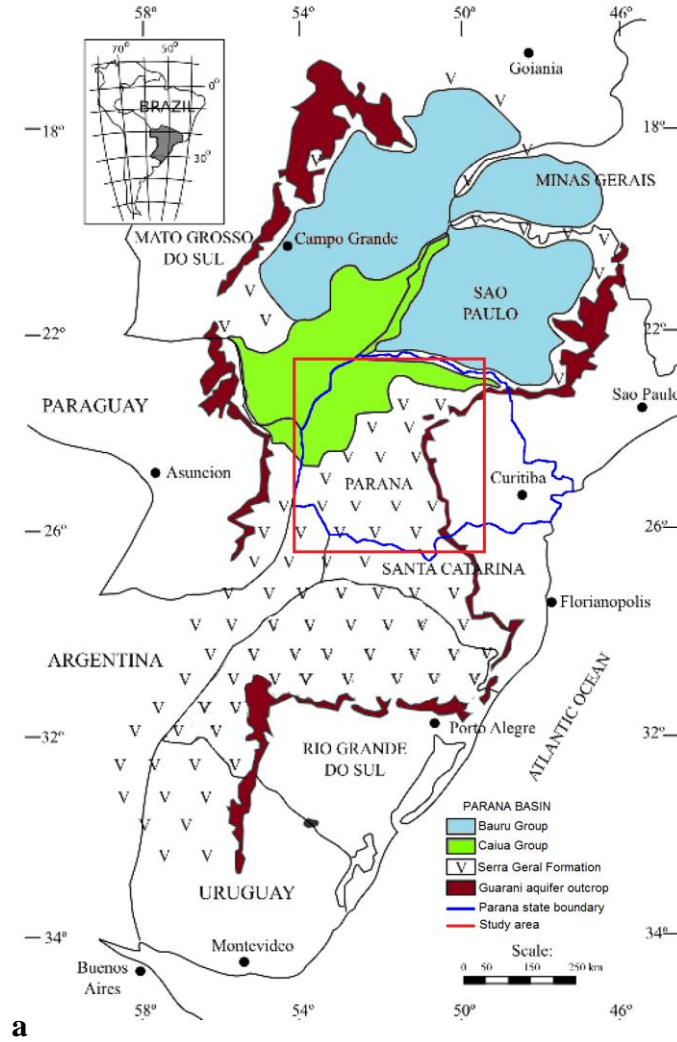 58° 54° 50° 46°
70° 50°
0°
BRAZIL
30°
Goiania
18° 18°
MINAS GERAIS
MATO GROSSO
DO SUL
Campo Grande
SAO
PAULO
22° 22°
PARAGUAY
Sao Paulo
Asuncion
PARANA
Curitiba
26° 26°
SANTA CATARINA
Florianopolis
ARGENTINA
ATLANTIC OCEAN
32° 32°
Porto Alegre
RIO GRANDE
DO SUL
PARANA BASIN
Bauru Group
Caiua Group
V Serra Geral Formation
Guarani aquifer outcrop
Parana state boundary
Study area
URUGUAY
34° 34°
Montevideo
Buenos
Aires
Scale:
0 50 150 250 km
58° 54° 50° 46°
a